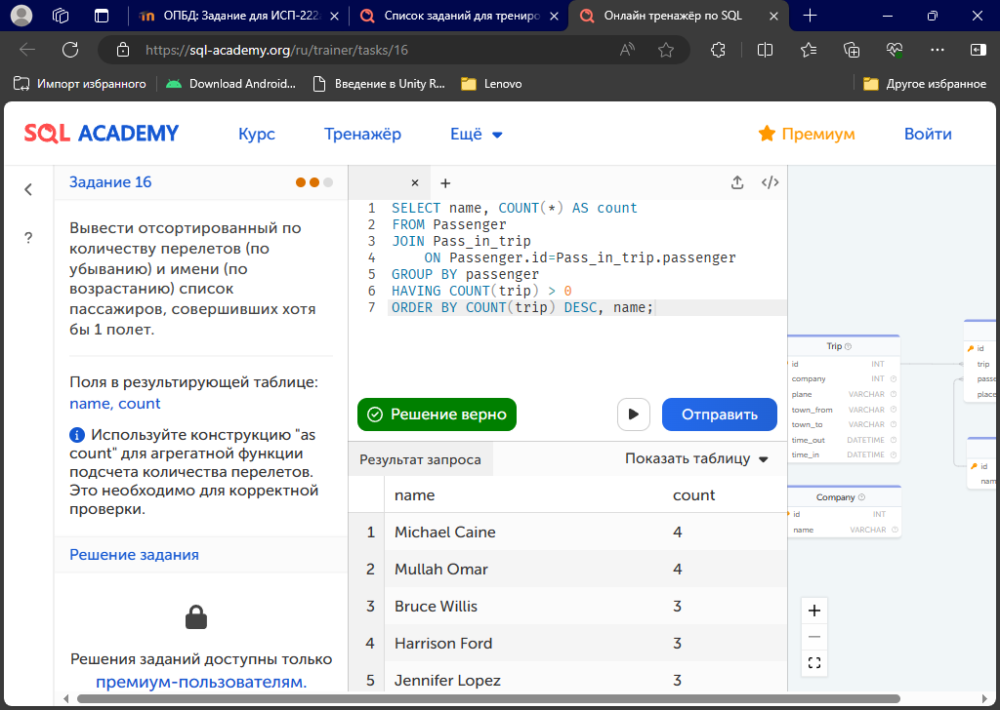 ОПБД: Задание для ИСП-222
Список заданий для трениро
Онлайн тренажёр по SQL
https://sql-academy.org/ru/trainer/tasks/16
Импорт избранного
Download Android...
Введение в Unity R...
Lenovo
Другое избранное
SQL ACADEMY
Курс
Тренажёр
Ещё
Премиум
Войти
Задание 16
?
Вывести отсортированный по
количеству перелетов (по
убыванию) и имени (по
возрастанию) список
пассажиров, совершивших хотя
бы 1 полет.
Поля в результирующей таблице:
name, count
Используйте конструкцию "as
count" для агрегатной функции
подсчета количества перелетов.
Это необходимо для корректной
проверки.
Решение задания
Решения заданий доступны только
премиум-пользователям.
1 SELECT name, COUNT(*) AS count
2 FROM Passenger
3 JOIN Pass_in_trip
4 ON Passenger.id=Pass_in_trip.passenger
5 GROUP BY passenger
6 HAVING COUNT(trip) > 0
7 ORDER BY COUNT(trip) DESC, name;
Решение верно
Отправить
Результат запроса
Показать таблицу
name count
1 Michael Caine 4
2 Mullah Omar 4
3 Bruce Willis 3
4 Harrison Ford 3
5 Jennifer Lopez 3
Trip
id INT
company INT
plane VARCHAR
town_from VARCHAR
town_to VARCHAR
time_out DATETIME
time_in DATETIME
Company
id INT
name VARCHAR
id
trip
passe
place
id
nam